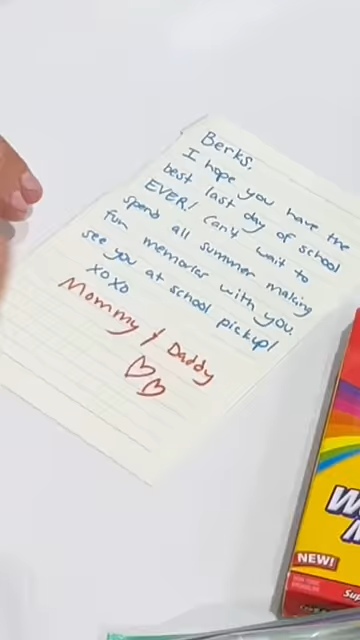 Berks,
I hope you have the
best last day of school
EVER! Can't wait to
spend all summer making
fun memories with you.
see you at school pickup!
XOXO
Mommy & Daddy
NEW!